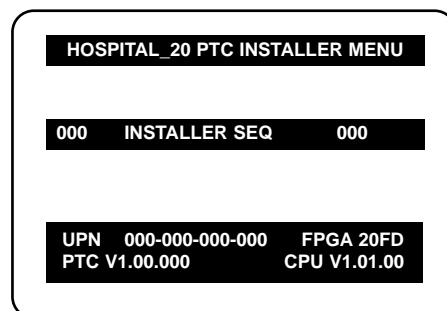 HOSPITAL_20 PTC INSTALLER MENU
000 INSTALLER SEQ 000
UPN 000-000-000-000 FPGA 20FD
PTC V1.00.000 CPU V1.01.00